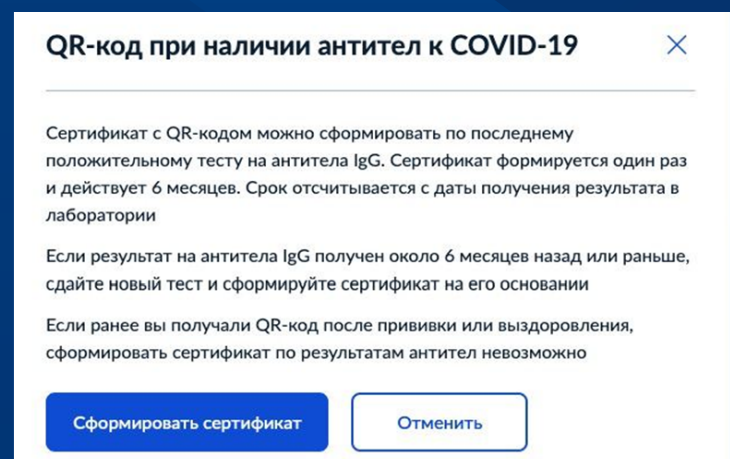 QR-код при наличии антител к COVID-19
Сертификат с QR-кодом можно сформировать по последнему
положительному тесту на антитела IgG. Сертификат формируется один раз
и действует 6 месяцев. Срок отсчитывается с даты получения результата в
лаборатории
Если результат на антитела IgG получен около 6 месяцев назад или раньше,
сдайте новый тест и сформируйте сертификат на его основании
Если ранее вы получали QR-код после прививки или выздоровления,
сформировать сертификат по результатам антител невозможно
Сформировать сертификат
Отменить